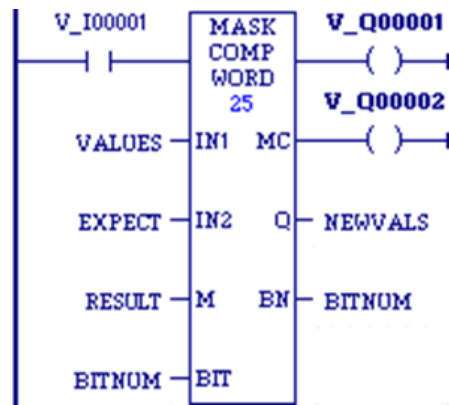 V_I00001 MASK V_Q00001
COMP
WORD
25 V_Q00002
VALUES IN1 MC
EXPECT IN2 Q NEWVALS
RESULT M BN BITNUM
BITNUM BIT